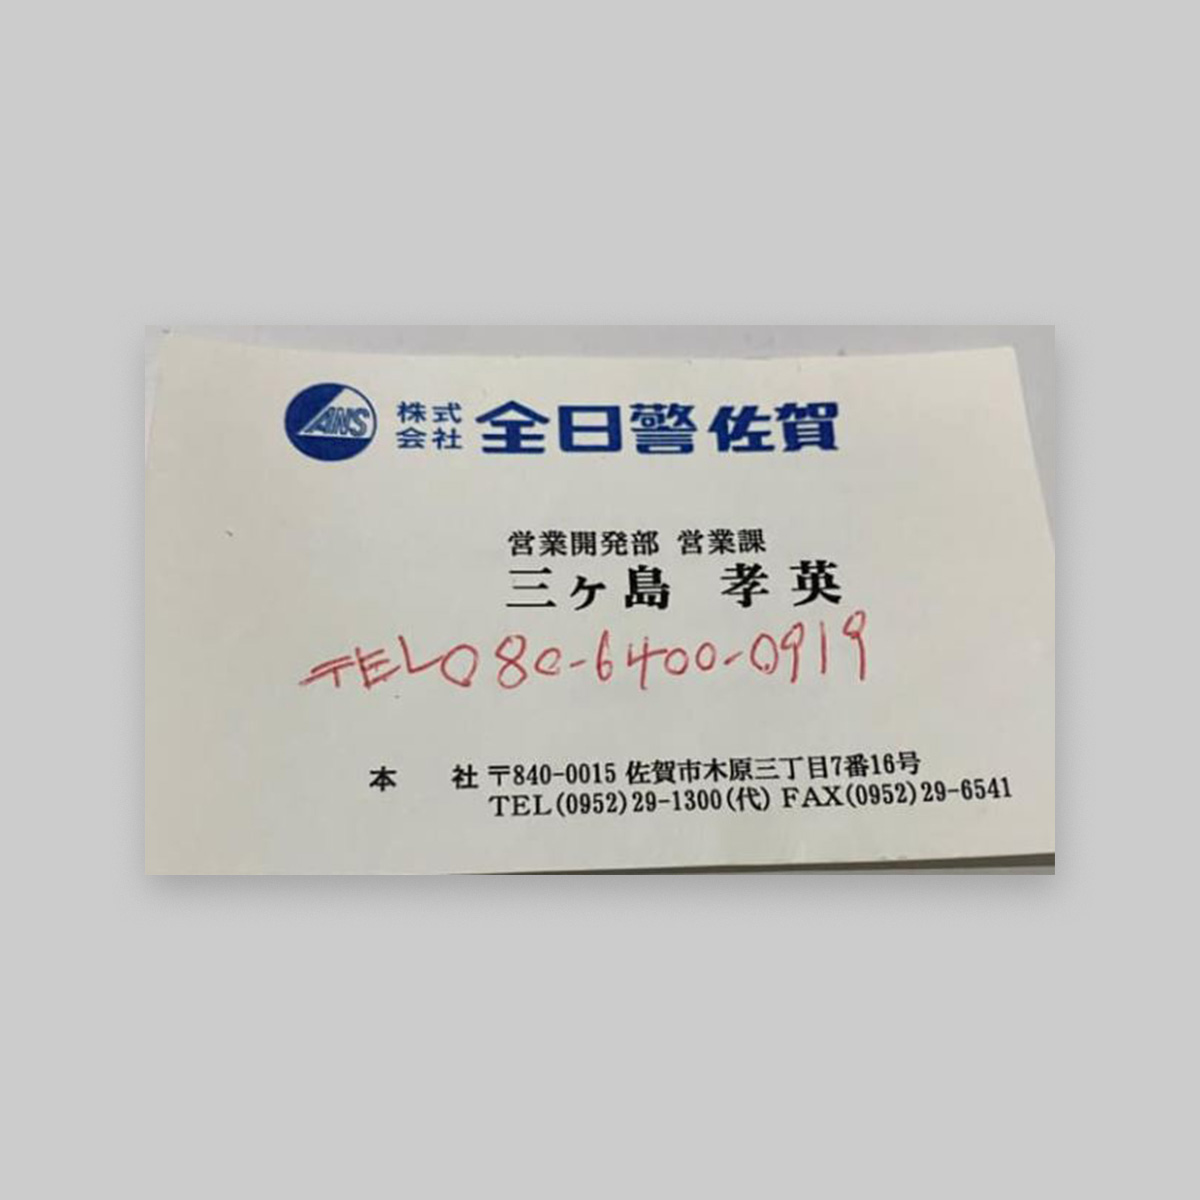 ANS 株式会社 全日警佐賀
営業開発部 営業課
三ヶ島 孝英
TEL 080-6400-0919
本 社 〒840-0015 佐賀市木原三丁目7番16号
TEL(0952)29-1300(代) FAX(0952)29-6541